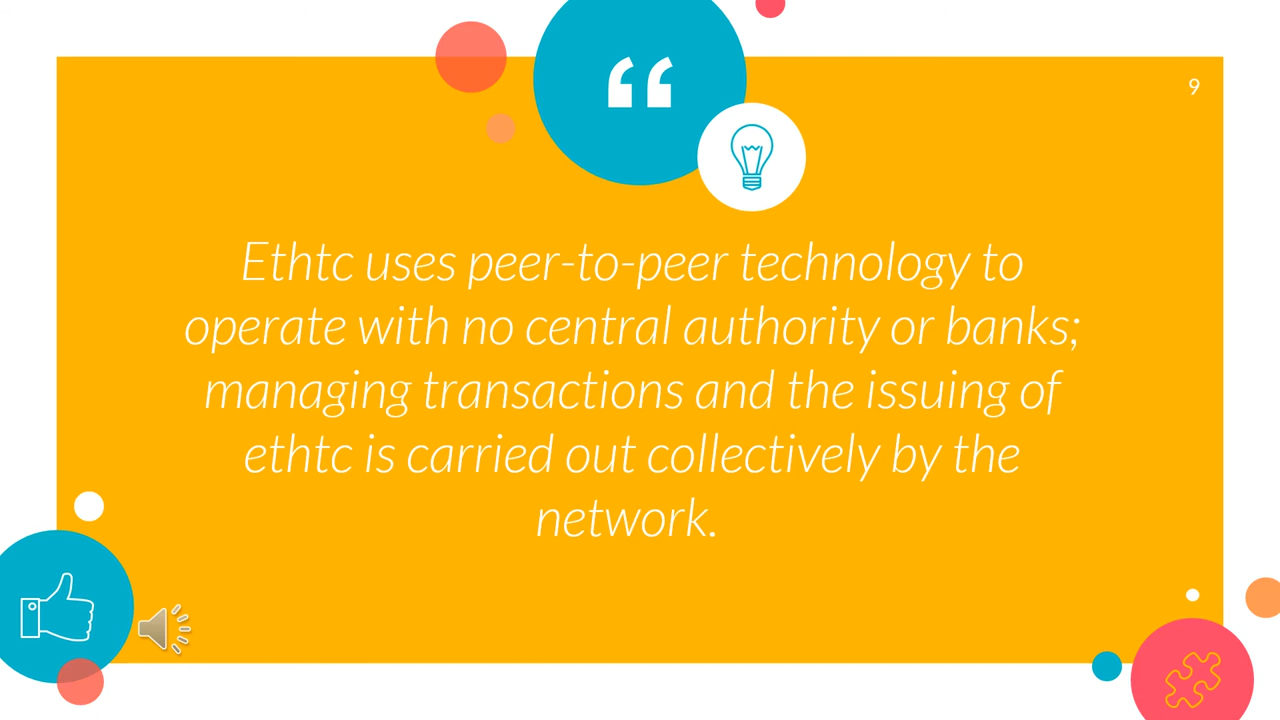 “
9
Ethtc uses peer-to-peer technology to
operate with no central authority or banks;
managing transactions and the issuing of
ethtc is carried out collectively by the
network.